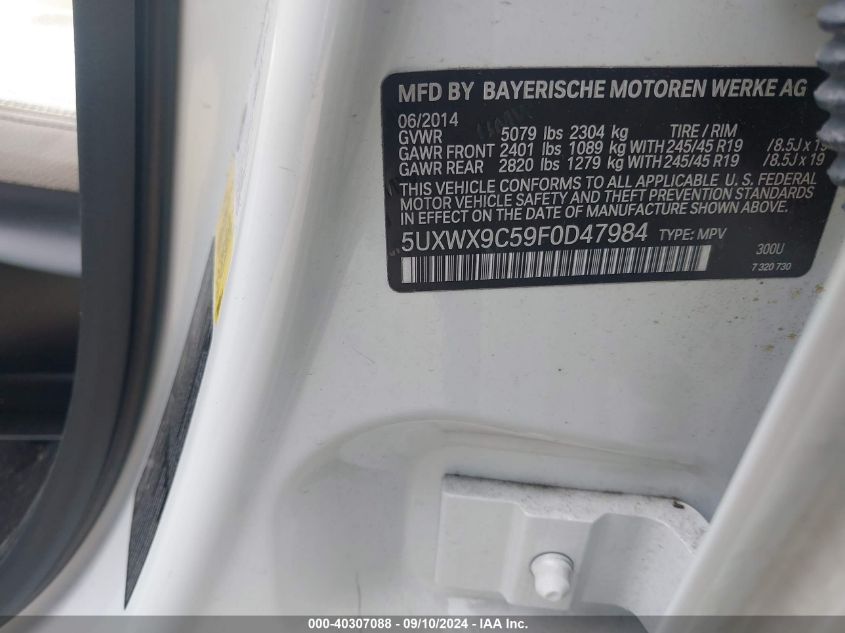 MFD BY BAYERISCHE MOTOREN WERKE AG
06/2014
GVWR 5079 lbs 2304 kg TIRE / RIM
GAWR FRONT 2401 lbs 1089 kg WITH 245/45 R19 /8.5J x 19
GAWR REAR 2820 lbs 1279 kg WITH 245/45 R19 /8.5J x 19
THIS VEHICLE CONFORMS TO ALL APPLICABLE U. S. FEDERAL
MOTOR VEHICLE SAFETY AND THEFT PREVENTION STANDARDS
IN EFFECT ON THE DATE OF MANUFACTURE SHOWN ABOVE.
5UXWX9C59F0D47984 TYPE: MPV
300U
7 320 730
000-40307088 - 09/10/2024 - IAA Inc.